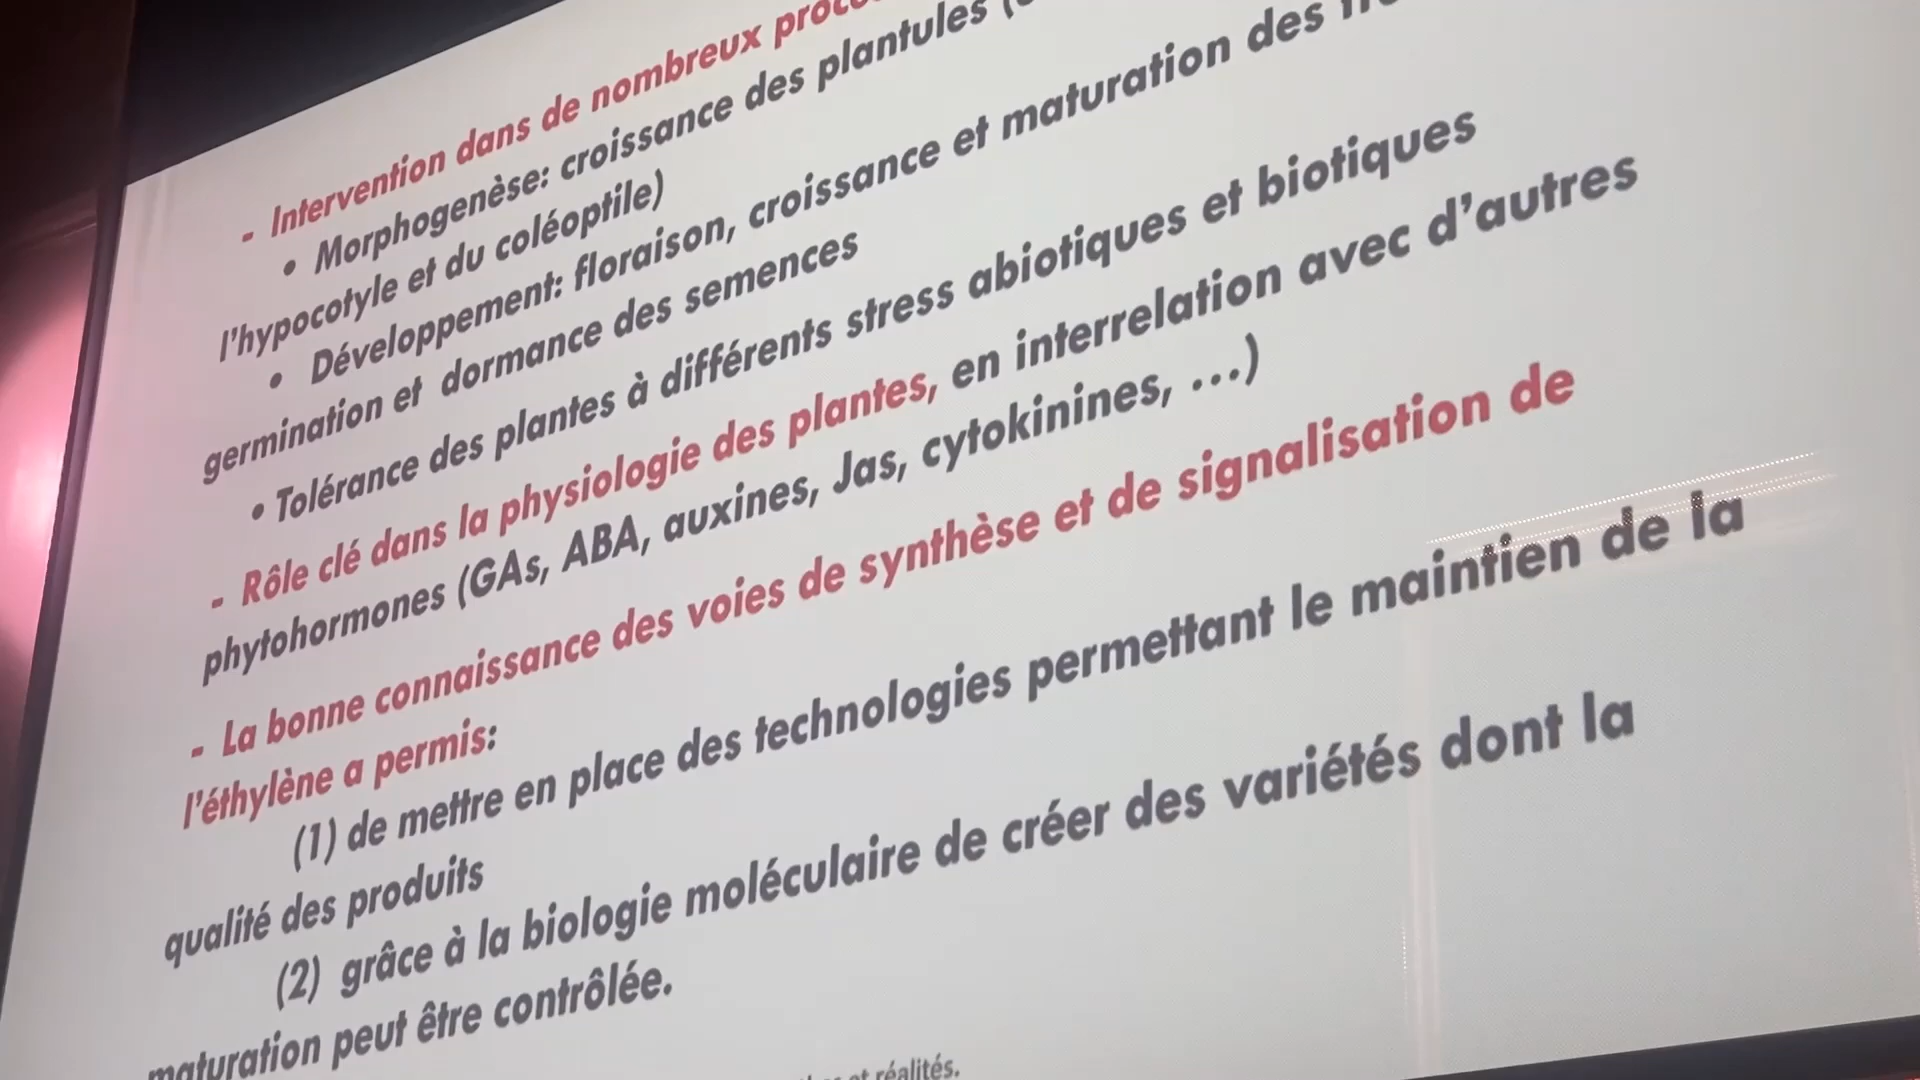 - Intervention dans de nombreux
• Morphogenèse: croissance des plantules
l'hypocotyle et du coléoptile)
• Développement: floraison, croissance et maturation des
germination et dormance des semences
• Tolérance des plantes à différents stress abiotiques et biotiques
- Rôle clé dans la physiologie des plantes, en interrelation avec d'autres
phytohormones (GAs, ABA, auxines, Jas, cytokinines, ...)
- La bonne connaissance des voies de synthèse et de signalisation de
l'éthylène a permis:
(1) de mettre en place des technologies permettant le maintien de la
qualité des produits
(2) grâce à la biologie moléculaire de créer des variétés dont la
maturation peut être contrôlée.
et réalités.